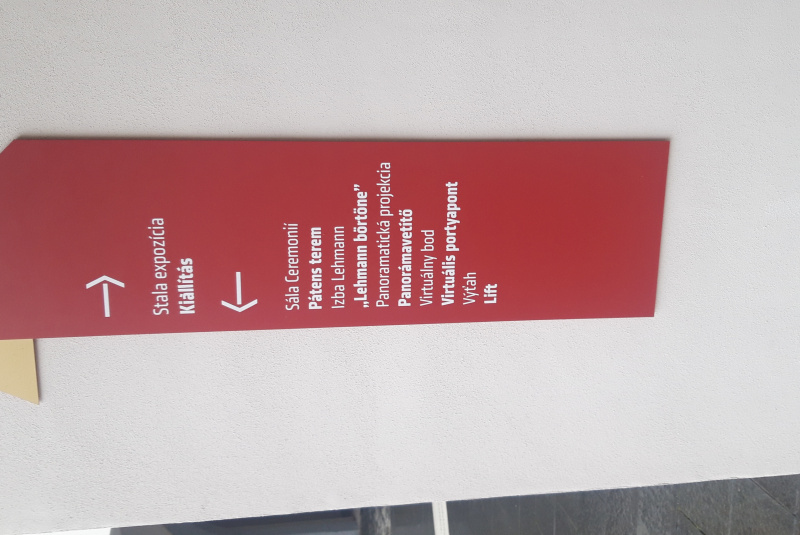 Stala expozícia
Kiállítás
Sála Ceremonií
Pátens terem
Izba Lehmann
„Lehmann börtöne”
Panoramatická projekcia
Panorámavetítő
Virtuálny bod
Virtuális portyapont
Výťah
Lift